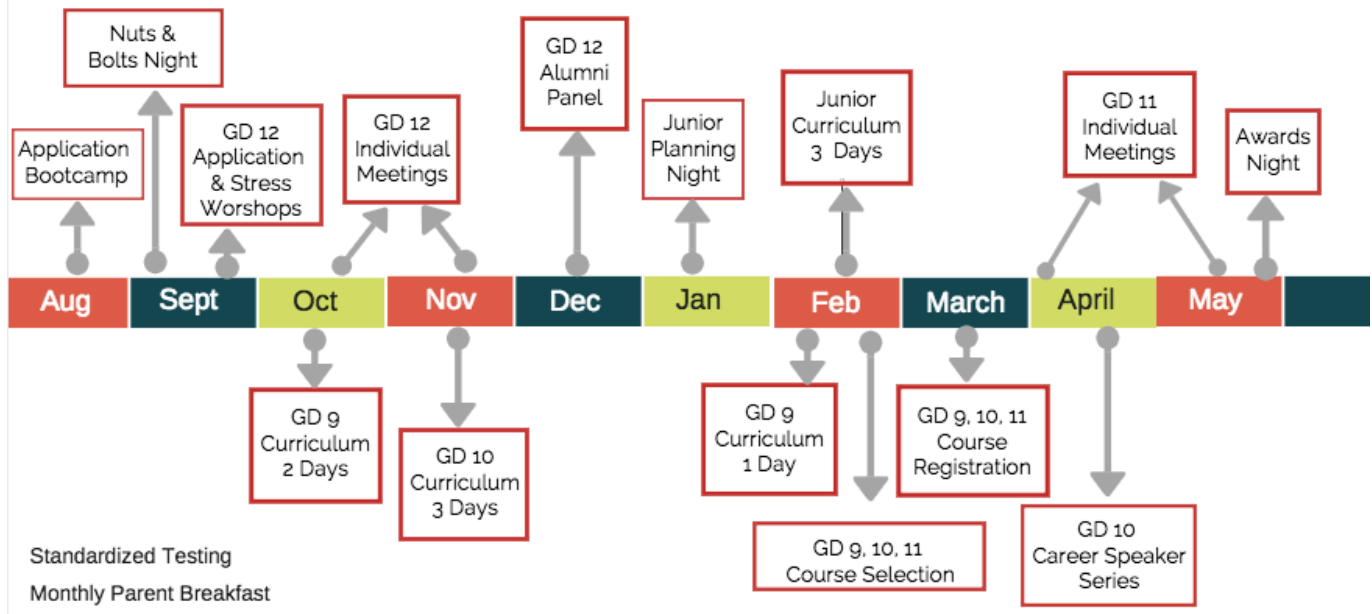 Nuts &
Bolts Night
Application
Bootcamp
GD 12
Application
& Stress
Worshops
GD 12
Individual
Meetings
GD 12
Alumni
Panel
Junior
Planning
Night
Junior
Curriculum
3 Days
GD 11
Individual
Meetings
Awards
Night
Aug
Sept
Oct
Nov
Dec
Jan
Feb
March
April
May
GD 9
Curriculum
2 Days
GD 10
Curriculum
3 Days
GD 9
Curriculum
1 Day
GD 9, 10, 11
Course Selection
GD 9, 10, 11
Course
Registration
GD 10
Career Speaker
Series
Standardized Testing
Monthly Parent Breakfast